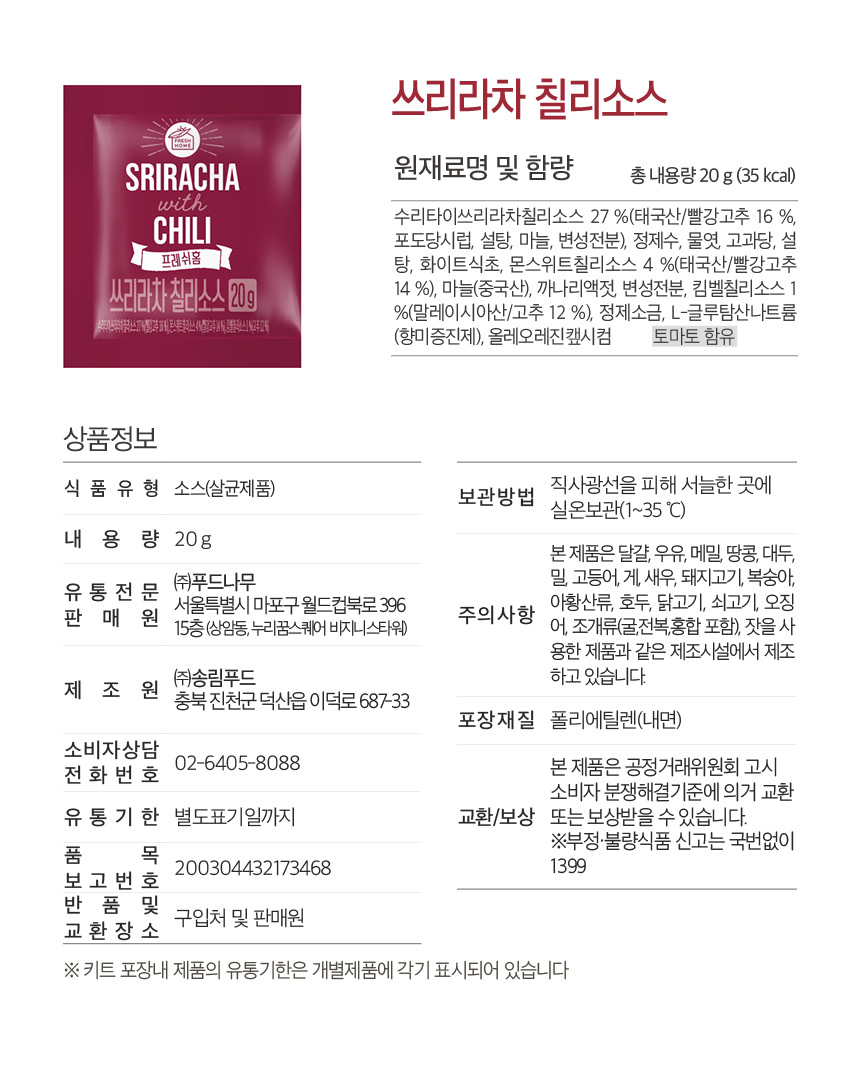 쓰리라차 칠리소스
FRESH
HOME
SRIRACHA
with
CHILI
프레쉬홈
쓰리라차 칠리소스 20 g
원재료명 및 함량
총 내용량 20 g (35 kcal)
수리타이쓰리라차칠리소스 27 %(태국산/빨강고추 16 %,
포도당시럽, 설탕, 마늘, 변성전분), 정제수, 물엿, 고과당, 설
탕, 화이트식초, 몬스위트칠리소스 4 %(태국산/빨강고추
14 %), 마늘(중국산), 까나리액젓, 변성전분, 킴벨칠리소스 1
%(말레이시아산/고추 12 %), 정제소금, L-글루탐산나트륨
(향미증진제), 올레오레진캪시컴 토마토 함유
상품정보
식 품 유 형 소스(살균제품)
내 용 량 20 g
유 통 전 문
판 매 원
㈜푸드나무
서울특별시 마포구 월드컵북로 396
15층 (상암동, 누리꿈스퀘어 비지니스타워)
제 조 원
㈜송림푸드
충북 진천군 덕산읍 이덕로 687-33
소비자상담
전 화 번 호
02-6405-8088
유 통 기 한 별도표기일까지
품 목
보 고 번 호
200304432173468
반 품 및
교 환 장 소
구입처 및 판매원
보관방법
직사광선을 피해 서늘한 곳에
실온보관(1~35 ℃)
주의사항
본 제품은 달걀, 우유, 메밀, 땅콩, 대두,
밀, 고등어, 게, 새우, 돼지고기, 복숭아,
아황산류, 호두, 닭고기, 쇠고기, 오징
어, 조개류(굴,전복,홍합 포함), 잣을 사
용한 제품과 같은 제조시설에서 제조
하고 있습니다.
포장재질 폴리에틸렌(내면)
교환/보상
본 제품은 공정거래위원회 고시
소비자 분쟁해결기준에 의거 교환
또는 보상받을 수 있습니다.
※부정·불량식품 신고는 국번없이
1399
※ 키트 포장내 제품의 유통기한은 개별제품에 각기 표시되어 있습니다